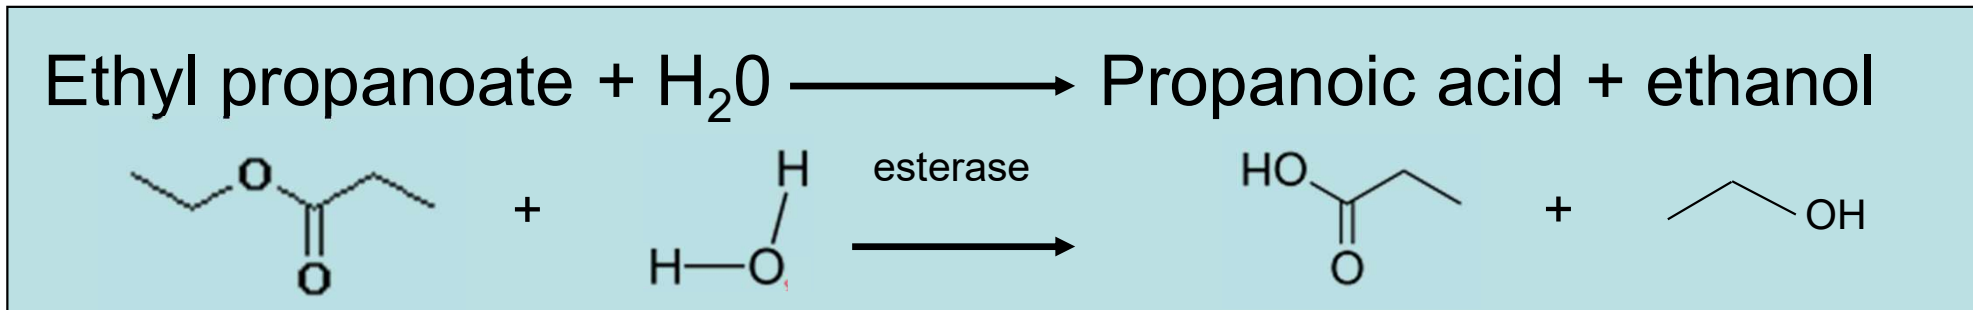 Ethyl propanoate + H₂0 ⟶ Propanoic acid + ethanol
esterase
O
O
+
H
H—O
HO
O
+
OH